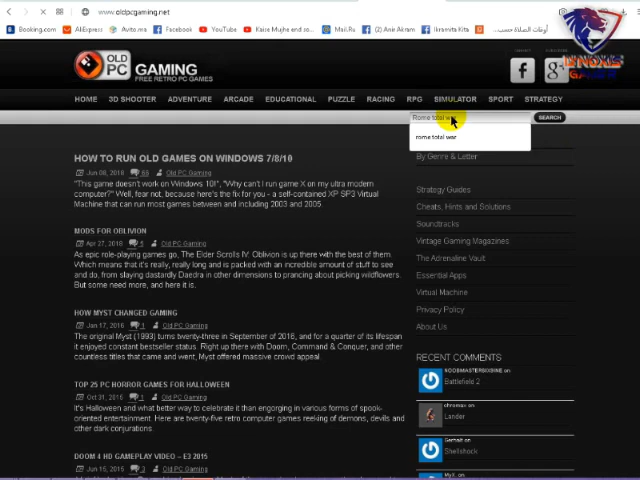 www.oldpcgaming.net
Booking.com AliExpress Avito.ma Facebook YouTube Kaise Mujhe end so... Mail.Ru Anir Akram Ikramita Kita
OLD PC GAMING
FREE RETRO PC GAMES
HOME 3D SHOOTER ADVENTURE ARCADE EDUCATIONAL PUZZLE RACING RPG SIMULATOR SPORT STRATEGY
Rome total war SEARCH
rome total war
By Genre & Letter
HOW TO RUN OLD GAMES ON WINDOWS 7/8/10
Old PC Gaming
"This game doesn't work on Windows 10!", "Why can't I run game X on my ultra modern
computer?" Well, fear not, because here's the fix for you - a self-contained XP SP3 Virtual
Machine that can run most games between and including 2003 and 2005.
MODS FOR OBLIVION
Apr 27, 2016 5 Old PC Gaming
As epic role-playing games go, The Elder Scrolls IV: Oblivion is up there with the best of them.
Which means that it's really, really long and is packed with an incredible amount of stuff to see
and do, from slaying dastardly Daedra in other dimensions to prancing about picking wildflowers.
But some need more, and here it is.
HOW MYST CHANGED GAMING
Jan 17, 2016 1 Old PC Gaming
The original Myst (1993) turns twenty-three in September of 2016, and for a quarter of its lifespan
it enjoyed constant bestseller status. Right up there with Doom, Command & Conquer, and other
countless titles that came and went, Myst offered massive crowd appeal.
TOP 25 PC HORROR GAMES FOR HALLOWEEN
Oct 31, 2015 1 Old PC Gaming
It's Halloween and what better way to celebrate it than engorging in various forms of spook-
oriented entertainment. Here are twenty-five retro computer games reeking of demons, devils and
other dark conjurations.
DOOM 4 HD GAMEPLAY VIDEO – E3 2015
Jun 15, 2015 3 Old PC Gaming
Strategy Guides
Cheats, Hints and Solutions
Soundtracks
Vintage Gaming Magazines
The Adrenaline Vault
Essential Apps
Virtual Machine
Privacy Policy
About Us
RECENT COMMENTS
Battlefield 2
chromax on
Lander
Shellshock